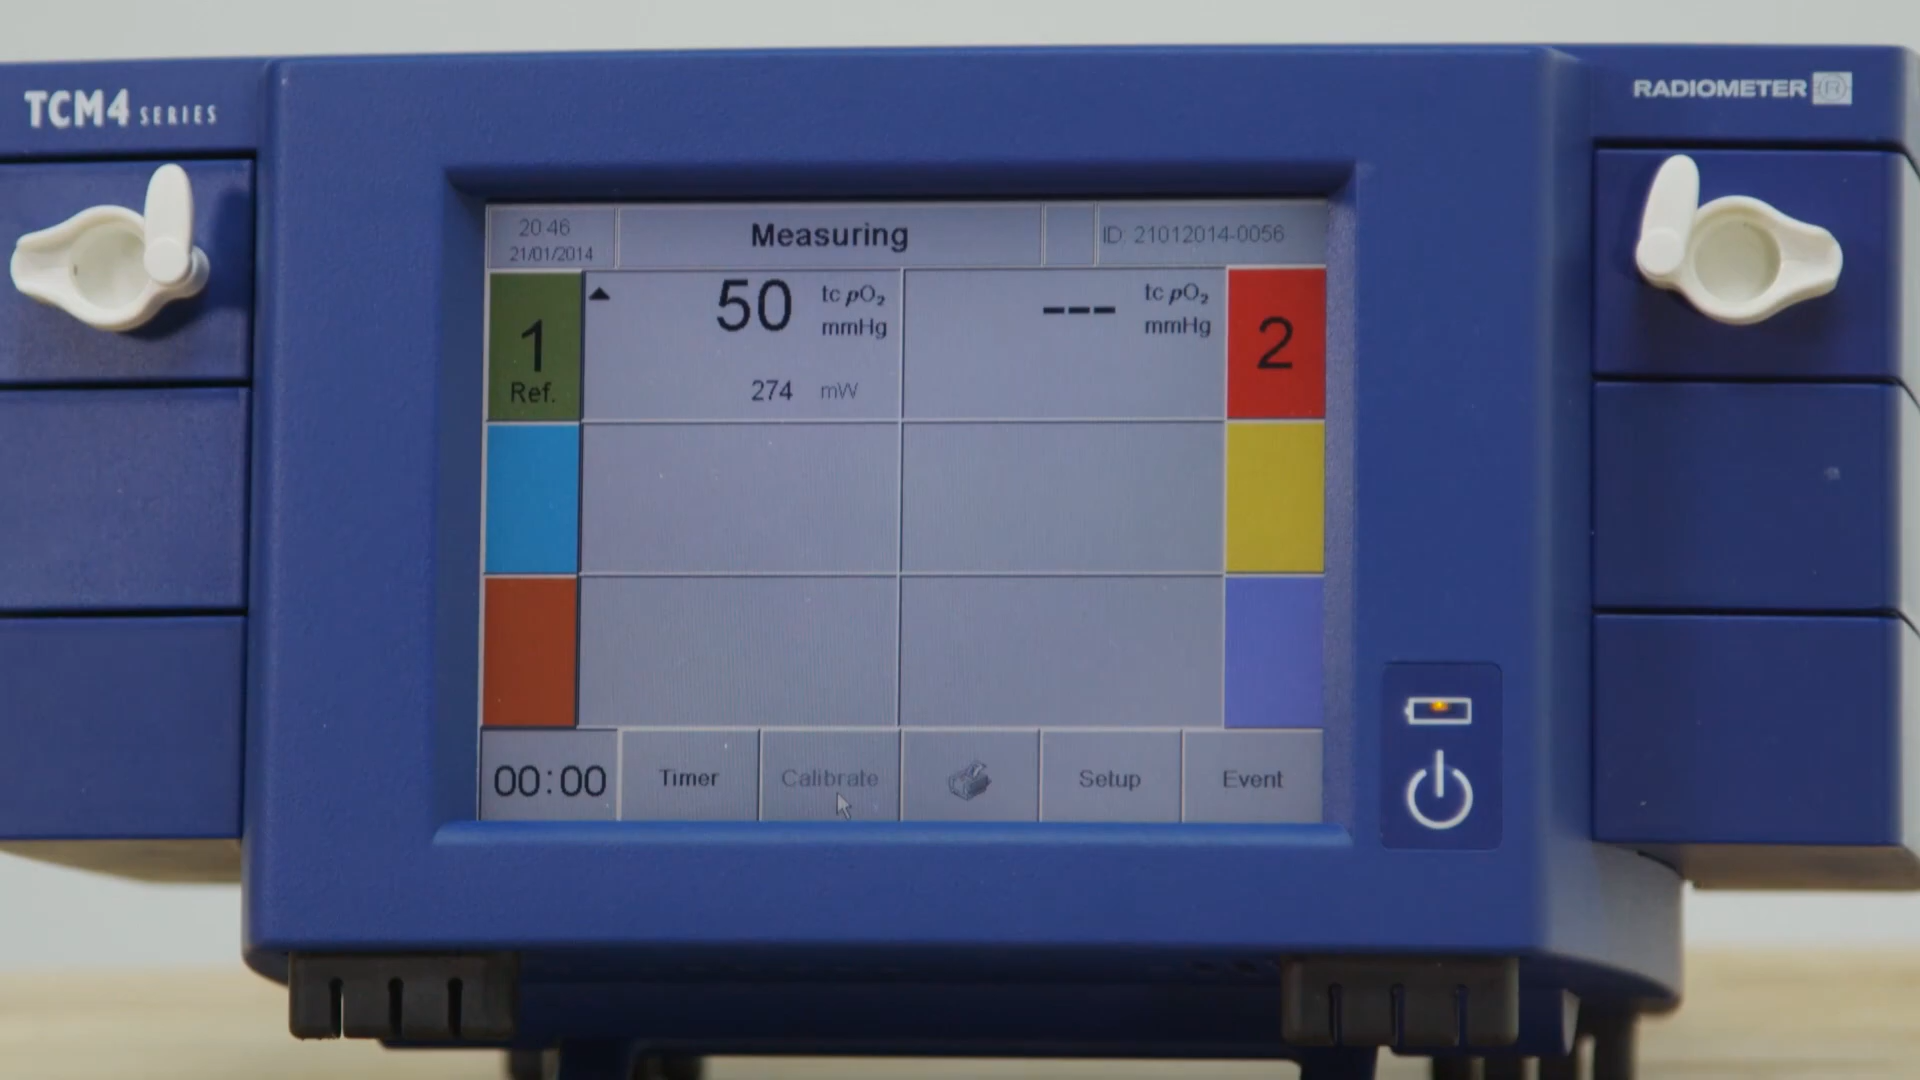 TCM4 SERIES
RADIOMETER R
20:46
21/01/2014
Measuring
ID: 21012014-0056
1
Ref.
50 tc pO₂
mmHg
274 mW
--- tc pO₂
mmHg
2
00:00
Timer
Calibrate
Setup
Event